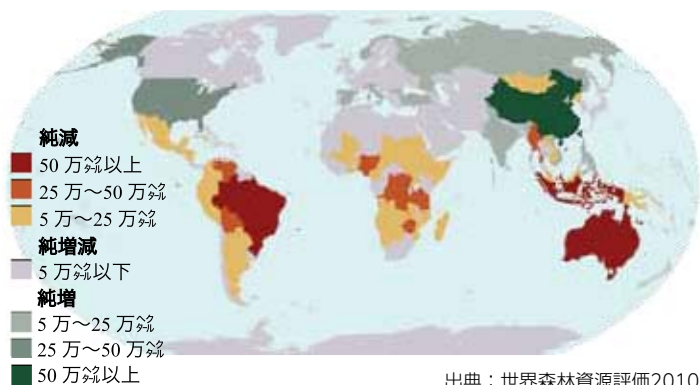 純減
50 万㌶以上
25 万～50 万㌶
5 万～25 万㌶
純増減
5 万㌶以下
純増
5 万～25 万㌶
25 万～50 万㌶
50 万㌶以上
出典：世界森林資源評価2010